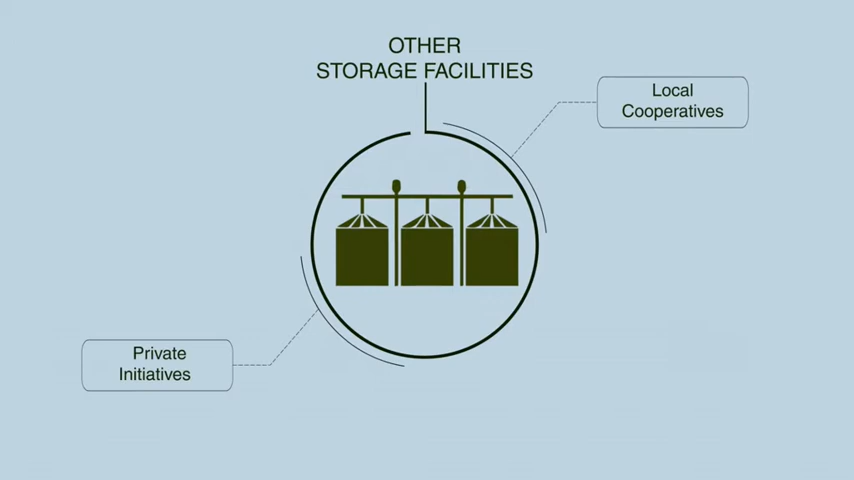 OTHER
STORAGE FACILITIES
Local
Cooperatives
Private
Initiatives